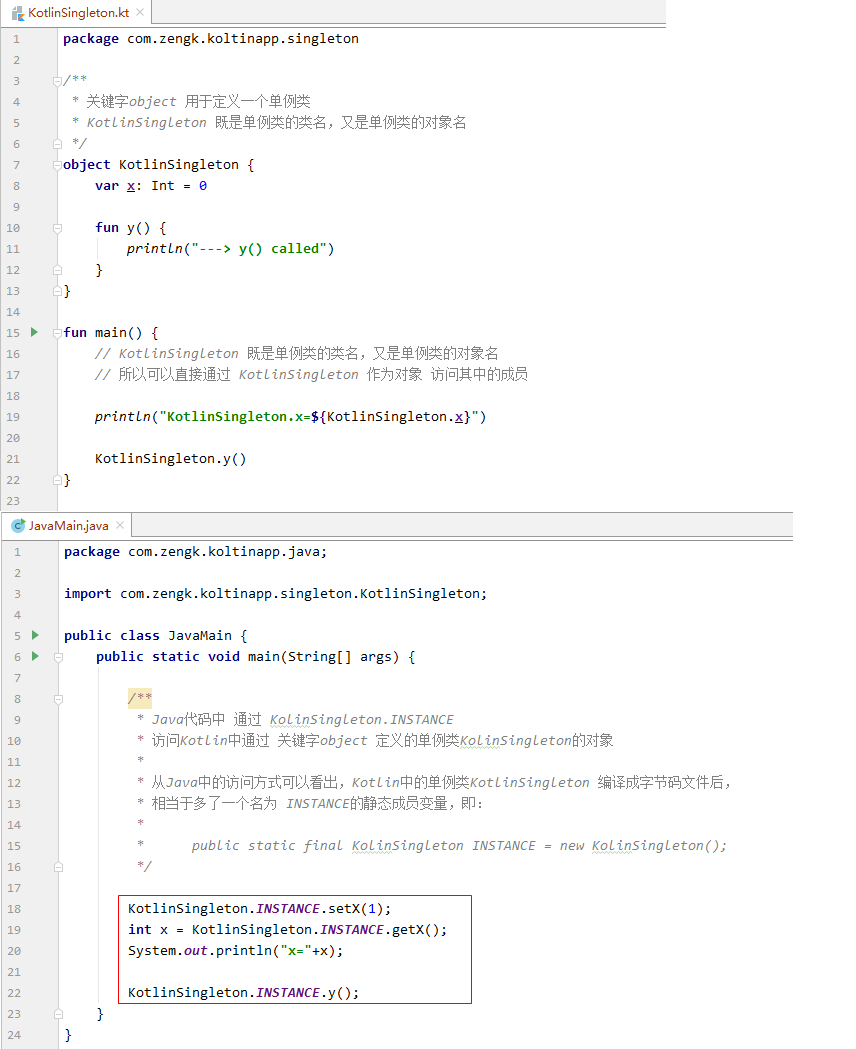 KotlinSingleton.kt
1 package com.zengk.koltinapp.singleton
2
3 /**
4 * 关键字object 用于定义一个单例类
5 * KotlinSingleton 既是单例类的类名，又是单例类的对象名
6 */
7 object KotlinSingleton {
8 var x: Int = 0
9
10 fun y() {
11 println("---> y() called")
12 }
13 }
14
15 fun main() {
16 // KotlinSingleton 既是单例类的类名，又是单例类的对象名
17 // 所以可以直接通过 KotlinSingleton 作为对象 访问其中的成员
18
19 println("KotlinSingleton.x=${KotlinSingleton.x}")
20
21 KotlinSingleton.y()
22 }
23
JavaMain.java
1 package com.zengk.koltinapp.java;
2
3 import com.zengk.koltinapp.singleton.KotlinSingleton;
4
5 public class JavaMain {
6 public static void main(String[] args) {
7
8 /**
9 * Java代码中 通过 KolinSingleton.INSTANCE
10 * 访问Kotlin中通过 关键字object 定义的单例类KolinSingleton的对象
11 *
12 * 从Java中的访问方式可以看出，Kotlin中的单例类KotlinSingleton 编译成字节码文件后，
13 * 相当于多了一个名为 INSTANCE的静态成员变量，即：
14 *
15 * public static final KolinSingleton INSTANCE = new KolinSingleton();
16 */
17
18 KotlinSingleton.INSTANCE.setX(1);
19 int x = KotlinSingleton.INSTANCE.getX();
20 System.out.println("x="+x);
21
22 KotlinSingleton.INSTANCE.y();
23 }
24 }